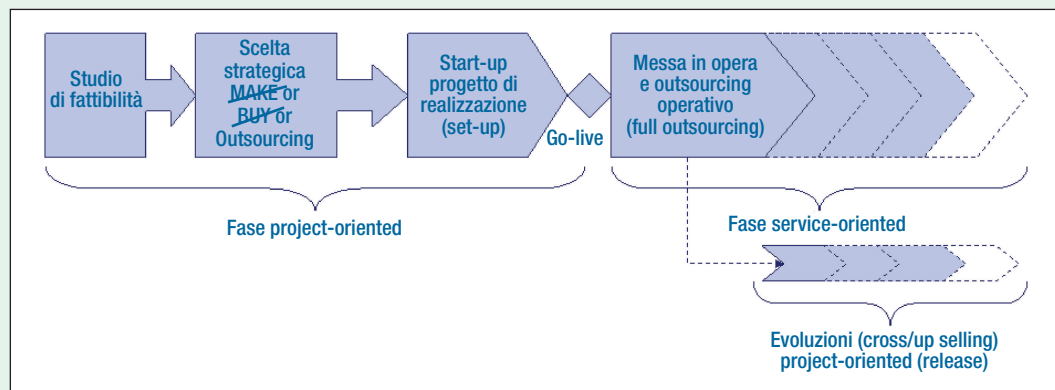 Studio
di fattibilità
Scelta
strategica
MAKE or
BUY or
Outsourcing
Start-up
progetto di
realizzazione
(set-up)
Go-live
Messa in opera
e outsourcing
operativo
(full outsourcing)
Fase project-oriented
Fase service-oriented
Evoluzioni (cross/up selling)
project-oriented (release)